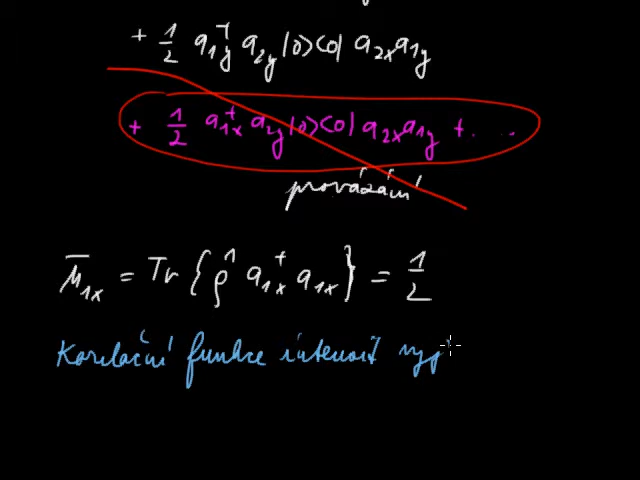 + 1/2 a₁y⁺ a₂y |0><0| a₂x a₁y
+ 1/2 a₁x⁺ a₂y |0><0| a₂x a₁y + ...
provázání
n̄₁x = Tr { ρ̂ a₁x⁺ a₁x } = 1/2
Korelační funkce intenzit vyp